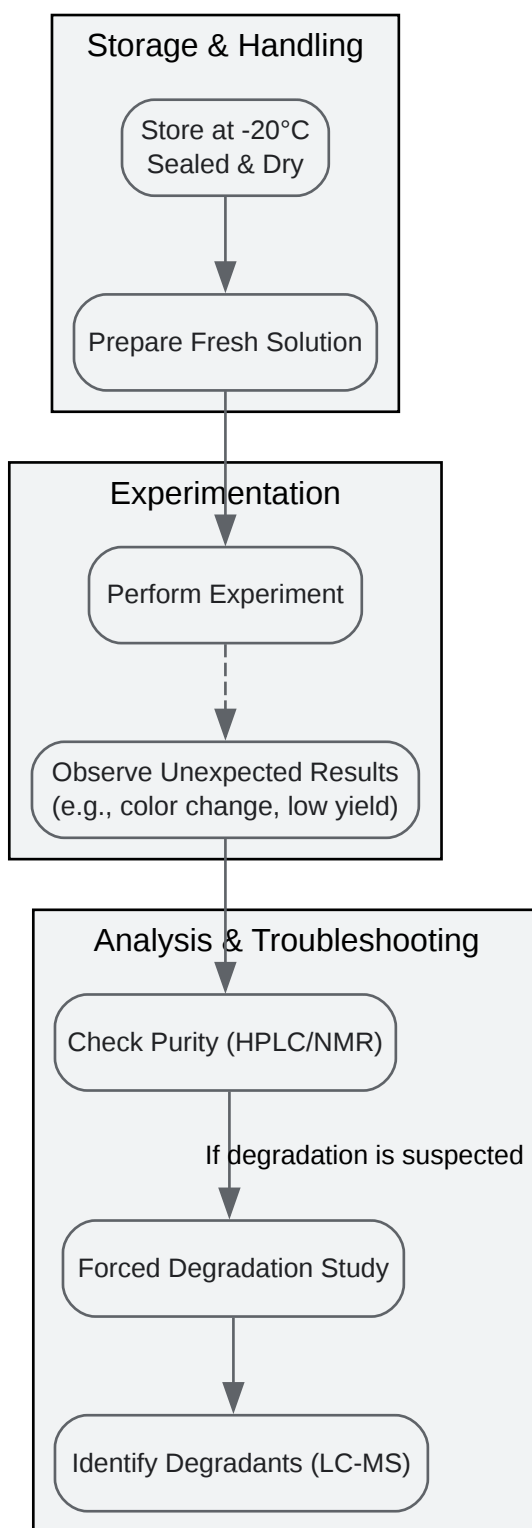 Storage & Handling
Store at -20°C
Sealed & Dry
Prepare Fresh Solution
Experimentation
Perform Experiment
Observe Unexpected Results
(e.g., color change, low yield)
Analysis & Troubleshooting
Check Purity (HPLC/NMR)
If degradation is suspected
Forced Degradation Study
Identify Degradants (LC-MS)